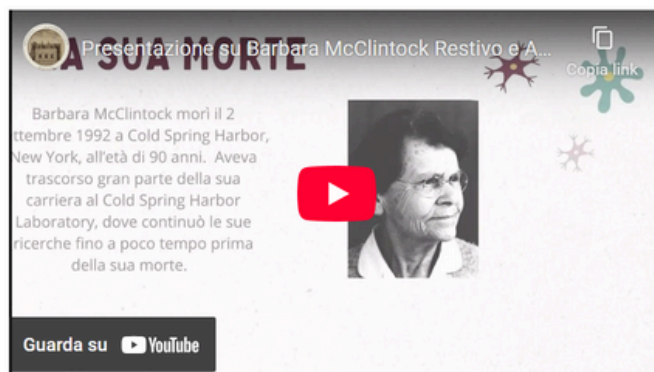 Presentazione su Barbara McClintock Restivo e A...
A SUA MORTE
Copia link
Barbara McClintock morì il 2
ttembre 1992 a Cold Spring Harbor,
New York, all'età di 90 anni. Aveva
trascorso gran parte della sua
carriera al Cold Spring Harbor
Laboratory, dove continuò le sue
ricerche fino a poco tempo prima
della sua morte.
Guarda su YouTube